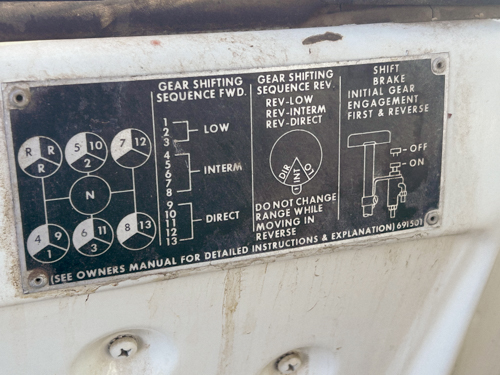 GEAR SHIFTING
SEQUENCE FWD.
1
2
3
LOW
4
5
6
7
8
INTERM
9
10
11
12
13
DIRECT
GEAR SHIFTING
SEQUENCE REV.
REV-LOW
REV-INTERM
REV-DIRECT
DIR
INT
LO
DO NOT CHANGE
RANGE WHILE
MOVING IN
REVERSE
SHIFT
BRAKE
INITIAL GEAR
ENGAGEMENT
FIRST & REVERSE
OFF
ON
R R
R
5 10
2
7 12
N
4 9
1
6 11
3
8 13
(SEE OWNERS MANUAL FOR DETAILED INSTRUCTIONS & EXPLANATION) 691501